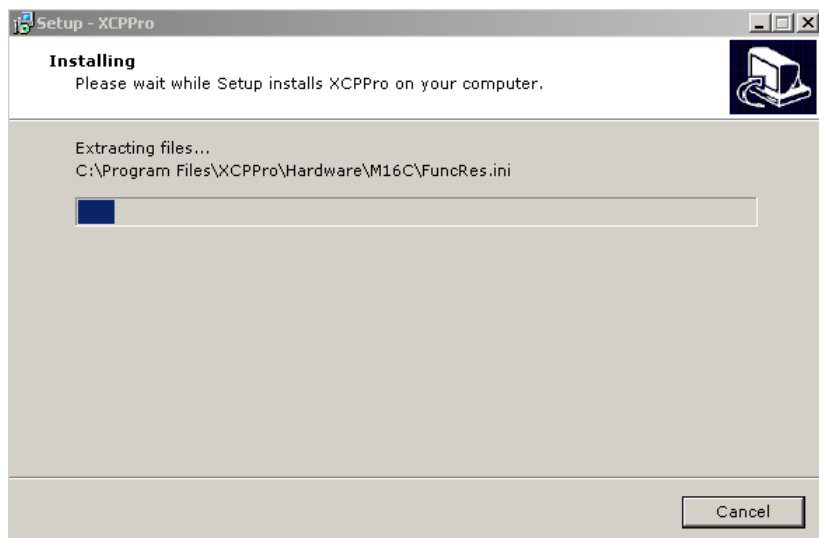 Setup - XCPPro
Installing
Please wait while Setup installs XCPPro on your computer.
Extracting files...
C:\Program Files\XCPPro\Hardware\M16C\FuncRes.ini
Cancel